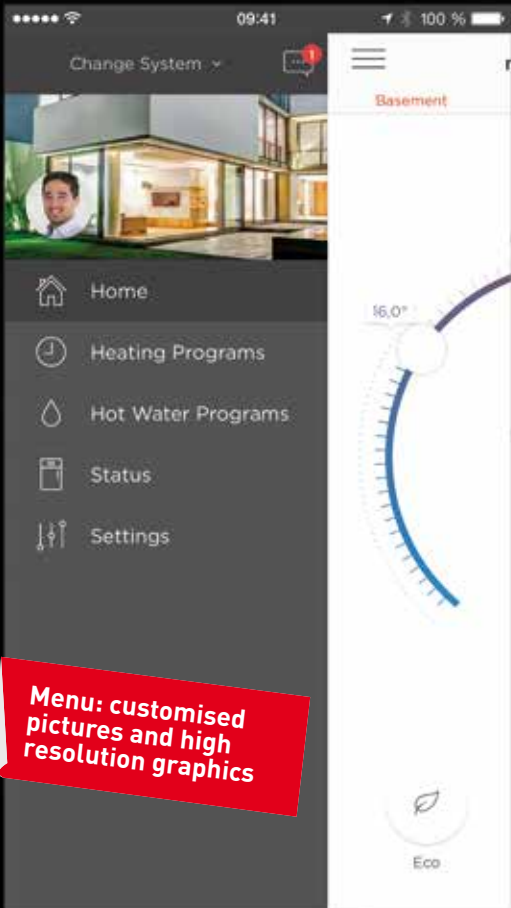 09:41
100 %
Change System
1
Basement
Home
16,0°
Heating Programs
Hot Water Programs
Status
Settings
Menu: customised
pictures and high
resolution graphics
Eco